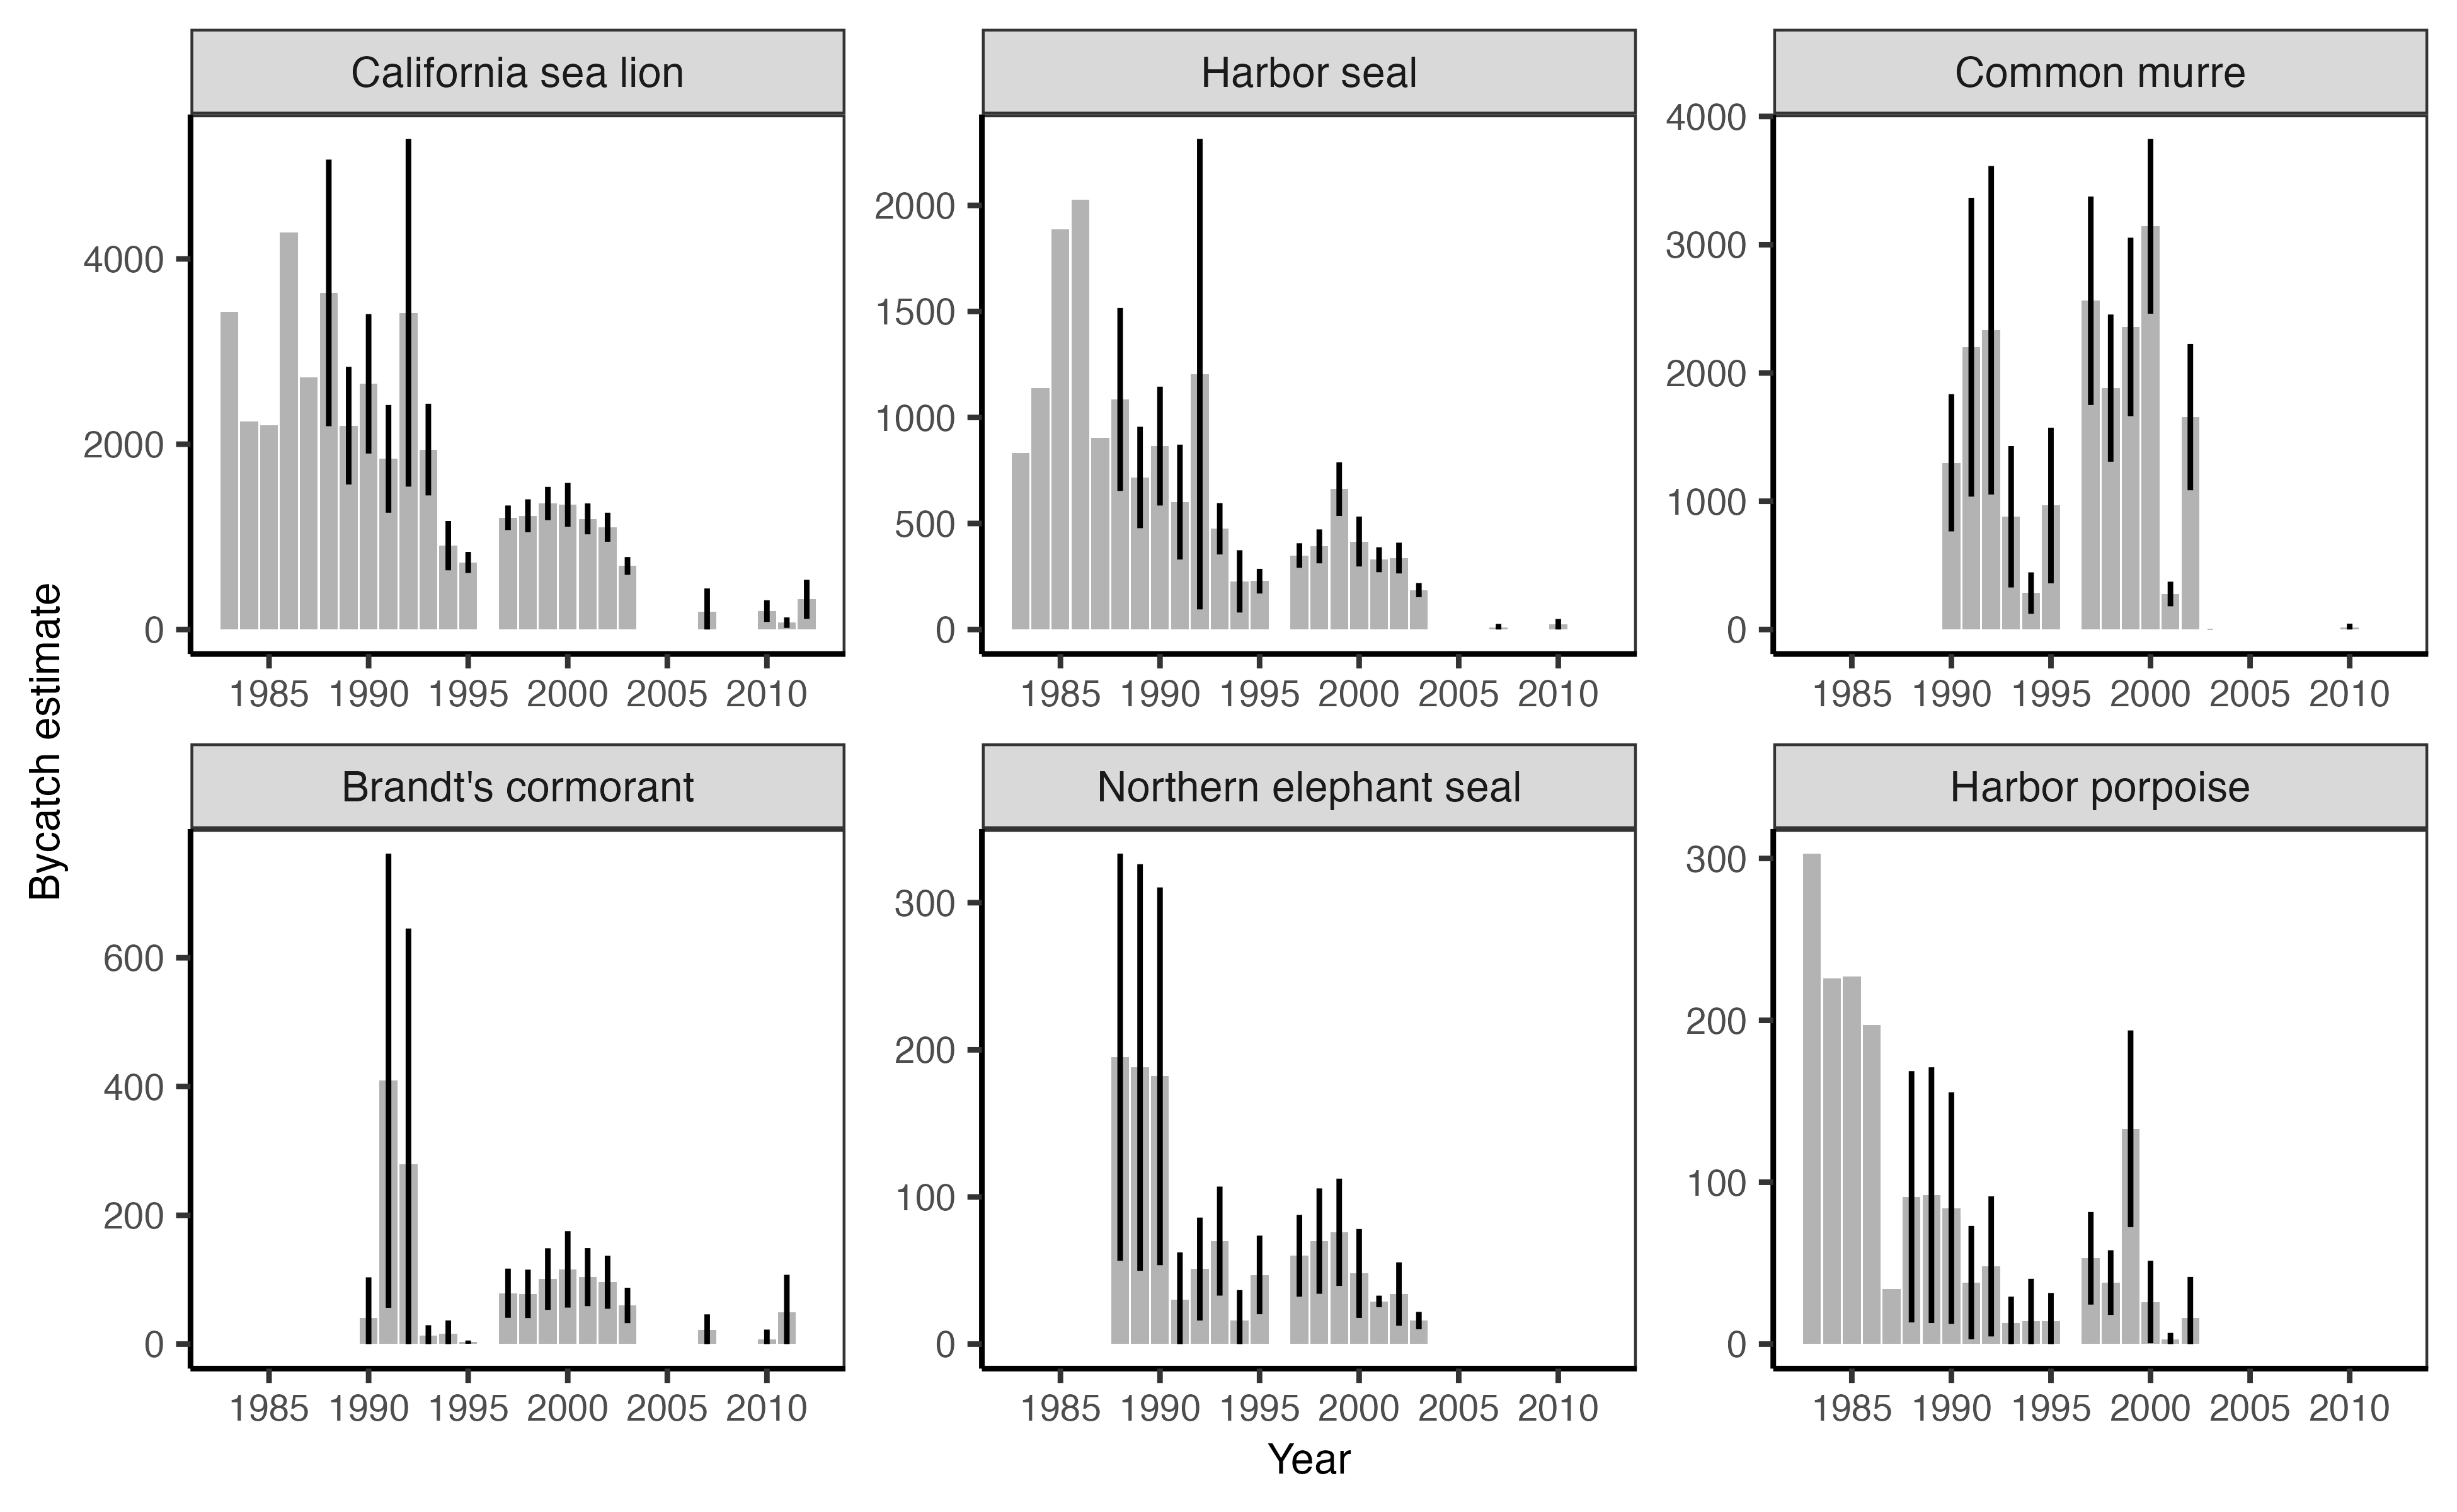 California sea lion
Harbor seal
Common murre
4000
2000
0
2000
1500
1000
500
0
4000
3000
2000
1000
0
1985 1990 1995 2000 2005 2010
1985 1990 1995 2000 2005 2010
1985 1990 1995 2000 2005 2010
Bycatch estimate
Brandt's cormorant
Northern elephant seal
Harbor porpoise
600
400
200
0
300
200
100
0
300
200
100
0
1985 1990 1995 2000 2005 2010
1985 1990 1995 2000 2005 2010
1985 1990 1995 2000 2005 2010
Year